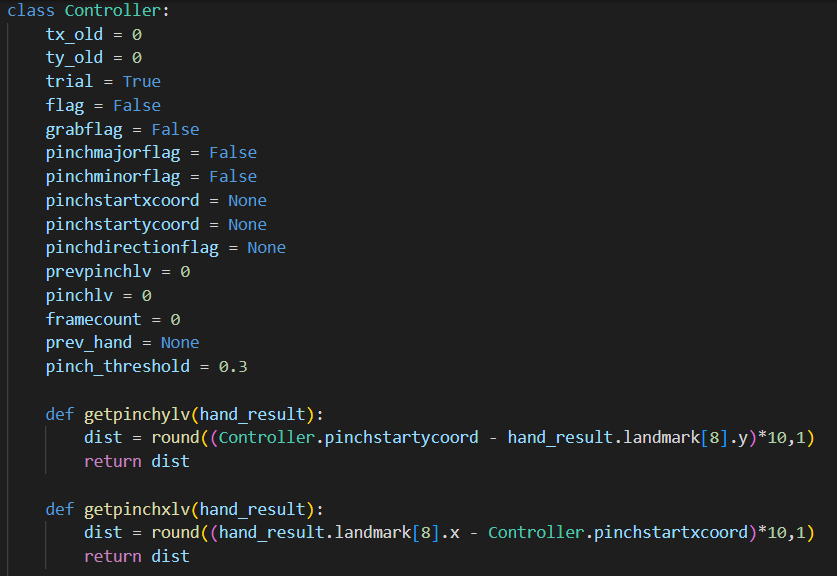 class Controller:
    tx_old = 0
    ty_old = 0
    trial = True
    flag = False
    grabflag = False
    pinchmajorflag = False
    pinchminorflag = False
    pinchstartxcoord = None
    pinchstartycoord = None
    pinchdirectionflag = None
    prevpinchlv = 0
    pinchlv = 0
    framecount = 0
    prev_hand = None
    pinch_threshold = 0.3

    def getpinchylv(hand_result):
        dist = round((Controller.pinchstartycoord - hand_result.landmark[8].y)*10,1)
        return dist

    def getpinchxlv(hand_result):
        dist = round((hand_result.landmark[8].x - Controller.pinchstartxcoord)*10,1)
        return dist